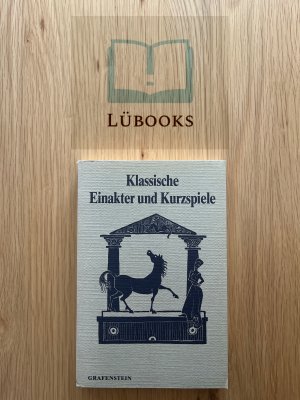 LÜBOOKS
Klassische
Einakter und Kurzspiele
GRAFENSTEIN